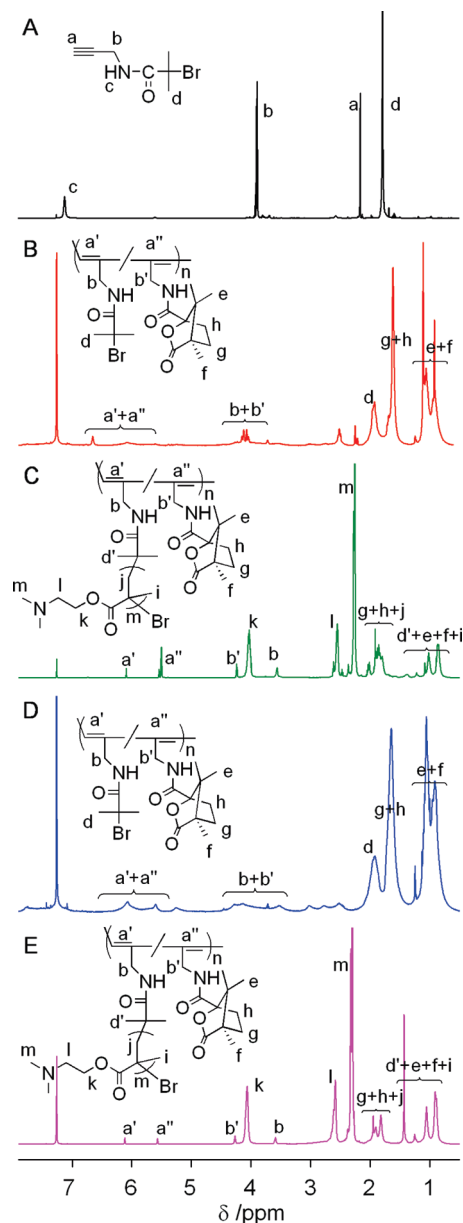 A
a
b
N
H
C
Br
c
O
d
c
b
a
d
B
a'
a"
n
b
NH
b'
NH
e
O
O
O
h
g
d
Br
O
f
a'+a"
b+b'
d
g+h
e+f
C
a'
a"
n
b
NH
b'
NH
e
O
O
O
h
g
d'
j
m
l
O
i
O
f
N
k
O
m
Br
a'
a"
b'
k
b
l
m
g+h+j
d'+e+f+i
D
a'
a"
n
b
NH
b'
NH
e
O
O
O
h
g
d
Br
O
f
a'+a"
b+b'
d
g+h
e+f
E
a'
a"
n
b
NH
b'
NH
e
O
O
O
h
g
d'
j
m
l
O
i
O
f
N
k
O
m
Br
a'
a"
b'
k
b
l
m
g+h+j
d'+e+f+i
7 6 5 4 3 2 1
δ /ppm